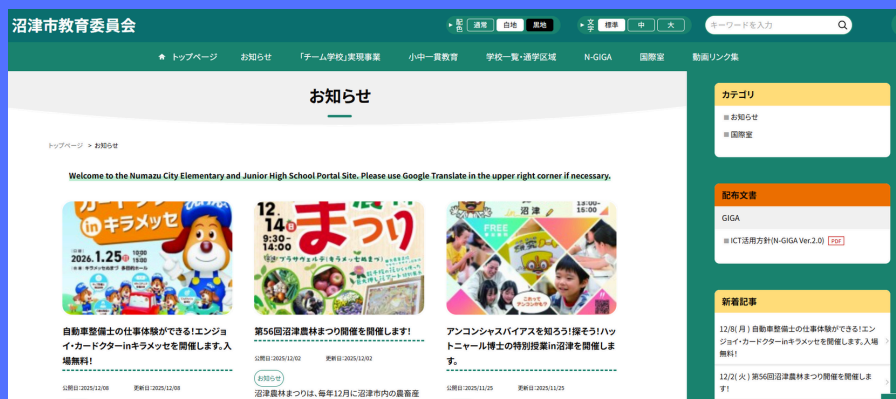 沼津市教育委員会
配色 通常 白地 黒地
文字 標準 中 大
キーワードを入力
トップページ お知らせ 「チーム学校」実現事業 小中一貫教育 学校一覧・通学区域 N-GIGA 国際室 動画リンク集
お知らせ
トップページ > お知らせ
Welcome to the Numazu City Elementary and Junior High School Portal Site. Please use Google Translate in the upper right corner if necessary.
in キラメッセ
2026. 1.25
12.
14
9:30-
14:00
まつり
in 沼津
13:00-
15:00
FREE
自動車整備士の仕事体験ができる!エンジョ
イ・カードクターinキラメッセを開催します。入
場無料!
公開日:2025/12/08 更新日:2025/12/08
第56回沼津農林まつり開催を開催します!
公開日:2025/12/02 更新日:2025/12/02
お知らせ
沼津農林まつりは、毎年12月に沼津市内の農畜産
アンコンシャスバイアスを知ろう!探そう!ハッ
トニャール博士の特別授業in沼津を開催しま
す。
公開日:2025/11/25 更新日:2025/11/25
カテゴリ
お知らせ
国際室
配布文書
GIGA
ICT活用方針(N-GIGA Ver.2.0) PDF
新着記事
12/8( 月 ) 自動車整備士の仕事体験ができる!エン
ジョイ・カードクターinキラメッセを開催します。入場
無料!
12/2( 火 ) 第56回沼津農林まつり開催を開催しま
す!